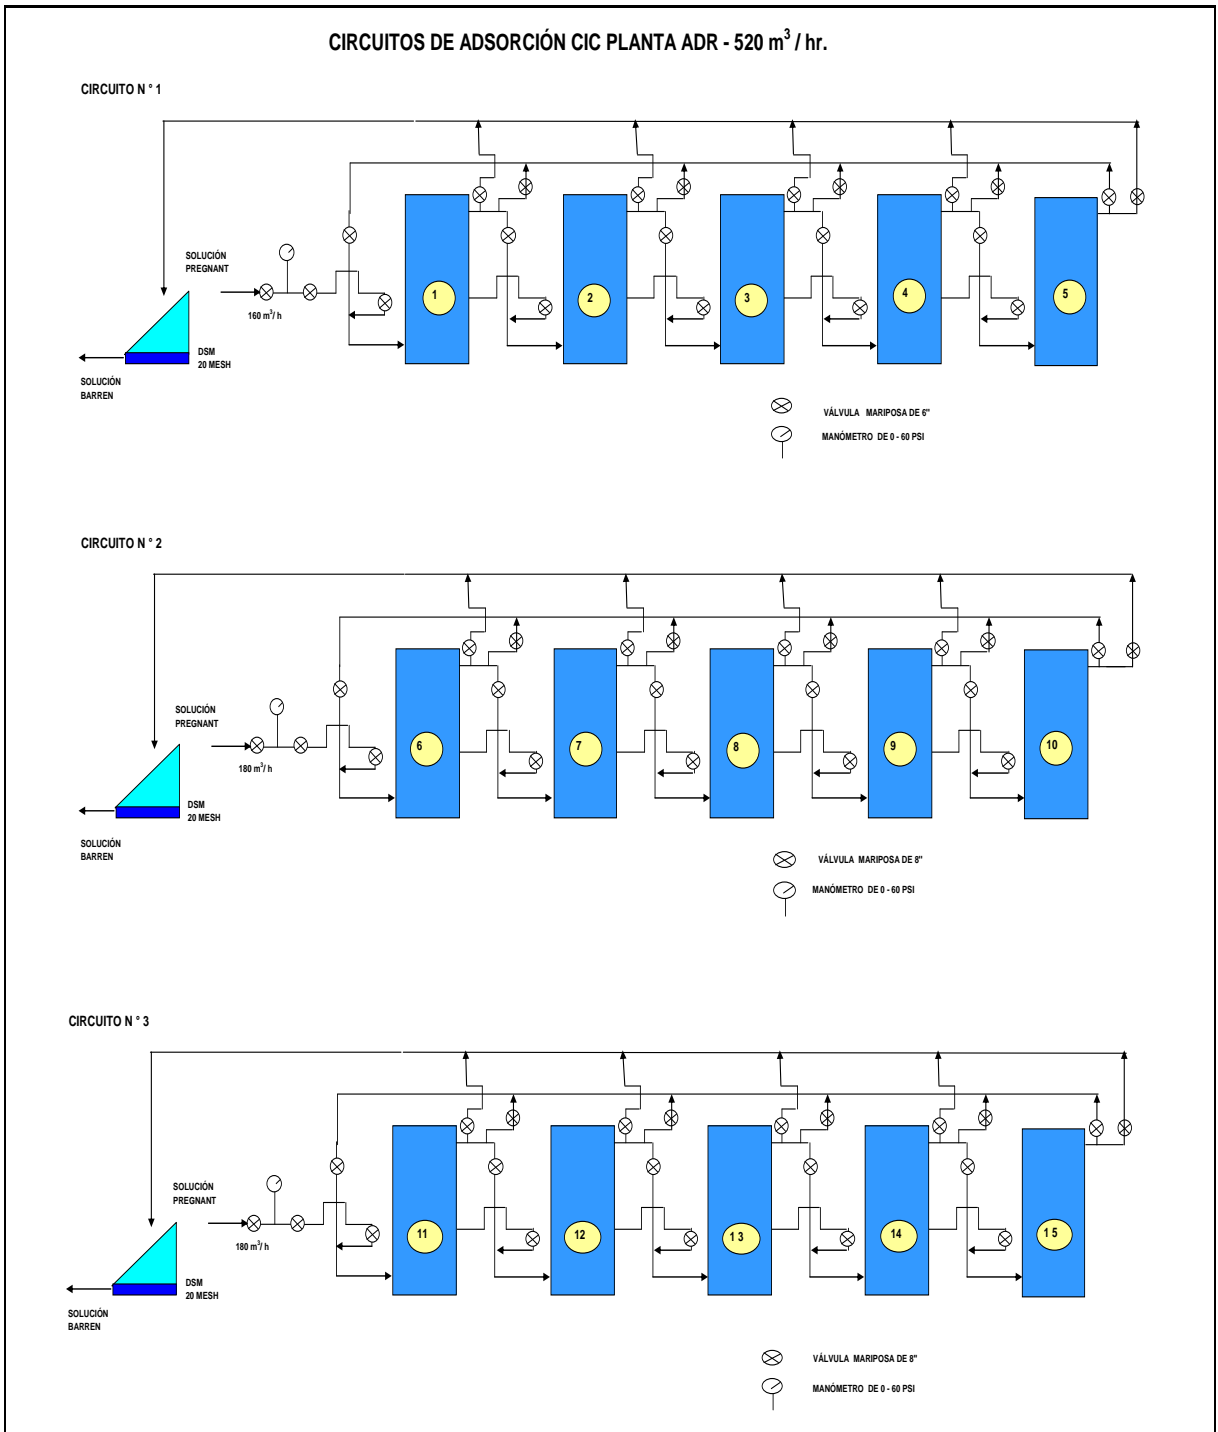 CIRCUITOS DE ADSORCIÓN CIC PLANTA ADR - 520 m³ / hr.
CIRCUITO N ° 1
SOLUCIÓN
PREGNANT
1
2
3
4
5
160 m³/ h
DSM
20 MESH
SOLUCIÓN
BARREN
VÁLVULA MARIPOSA DE 6"
MANÓMETRO DE 0 - 60 PSI
CIRCUITO N ° 2
SOLUCIÓN
PREGNANT
6
7
8
9
10
180 m³/ h
DSM
20 MESH
SOLUCIÓN
BARREN
VÁLVULA MARIPOSA DE 8"
MANÓMETRO DE 0 - 60 PSI
CIRCUITO N ° 3
SOLUCIÓN
PREGNANT
11
12
1 3
14
1 5
180 m³/ h
DSM
20 MESH
SOLUCIÓN
BARREN
VÁLVULA MARIPOSA DE 8"
MANÓMETRO DE 0 - 60 PSI